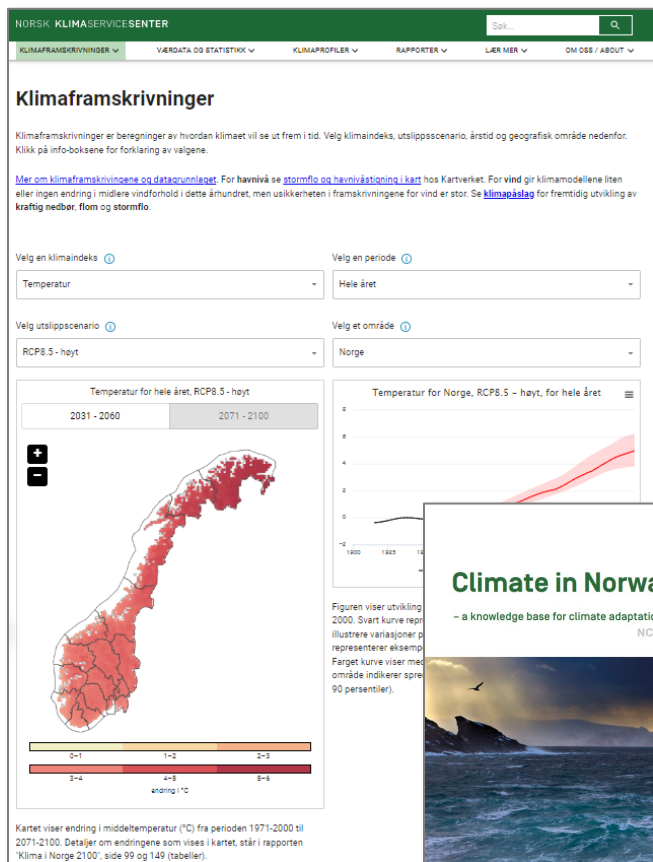 NORSK KLIMASERVICESENTER
Søk...
KLIMAFRAMSKRIVNINGER
VÆRDATA OG STATISTIKK
KLIMAPROFILER
RAPPORTER
LÆR MER
OM OSS / ABOUT
Klimaframskrivninger
Klimaframskrivninger er beregninger av hvordan klimaet vil se ut frem i tid. Velg klimaindeks, utslippsscenario, årstid og geografisk område nedenfor.
Klikk på info-boksene for forklaring av valgene.
Mer om klimaframskrivingene og datagrunnlaget. For havnivå se stormflo og havnivåstigning i kart hos Kartverket. For vind gir klimamodellene liten
eller ingen endring i midlere vindforhold i dette århundret, men usikkerheten i framskrivningene for vind er stor. Se klimapåslag for fremtidig utvikling av
kraftig nedbør, flom og stormflo.
Velg en klimaindeks
Velg en periode
Temperatur
Hele året
Velg utslippscenario
Velg et område
RCP8.5 - høyt
Norge
Temperatur for hele året, RCP8.5 - høyt
2031 - 2060
2071 - 2100
+
−
0–1
1–2
2–3
3–4
4–5
5–6
endring i °C
Kartet viser endring i middeltemperatur (°C) fra perioden 1971-2000 til
2071-2100. Detaljer om endringene som vises i kartet, står i rapporten
"Klima i Norge 2100", side 99 og 149 (tabeller).
Temperatur for Norge, RCP8.5 – høyt, for hele året
8
6
4
2
0
−2
1900
1925
Figuren viser utvikling
2000. Svart kurve repr
illustrere variasjoner p
representerer eksemp
Farget kurve viser med
område indikerer spre
90 persentiler).
Climate in Norwa
– a knowledge base for climate adaptatio
NC